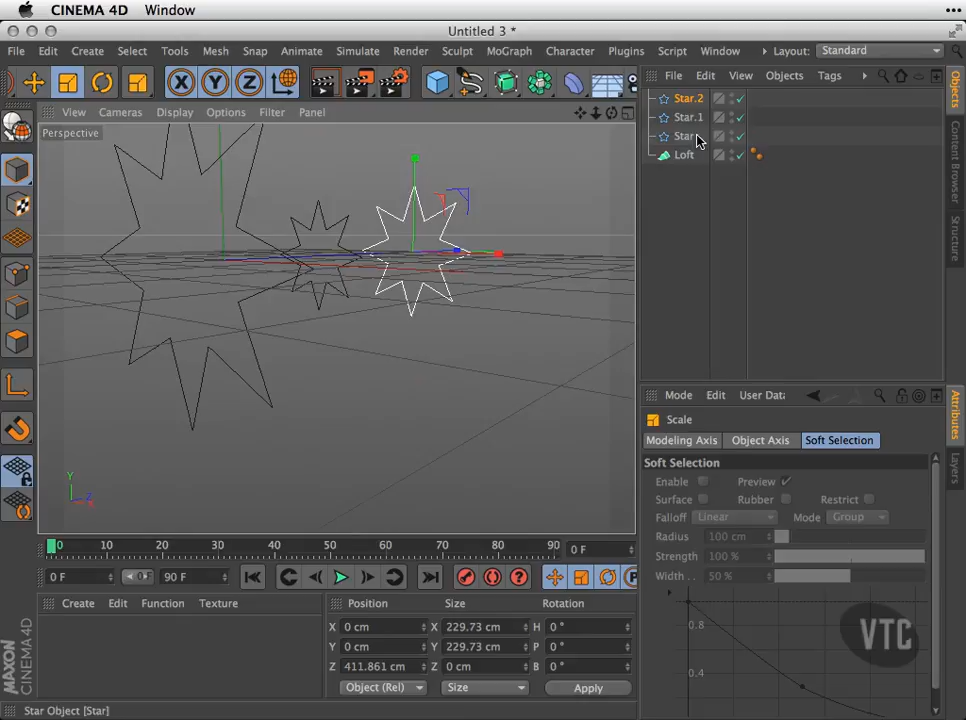 CINEMA 4D Window
Untitled 3 *
File Edit Create Select Tools Mesh Snap Animate Simulate Render Sculpt MoGraph Character Plugins Script Window Layout: Standard
X Y Z
File Edit View Objects Tags
View Cameras Display Options Filter Panel
Perspective
Star.2
Star.1
Star
Loft
Objects
Content Browser
Structure
Y
Z
Mode Edit User Data
Scale
Modeling Axis Object Axis Soft Selection
Soft Selection
Enable Preview
Surface Rubber Restrict
Falloff Linear Mode Group
Radius 100 cm
Strength 100 %
Width . . 50 %
0.8
0.4
VTC
Attributes
Layers
0 10 20 30 40 50 60 70 80 90 0 F
0 F 90 F
Create Edit Function Texture
Position Size Rotation
X 0 cm X 229.73 cm H 0 °
Y 0 cm Y 229.73 cm P 0 °
Z 411.861 cm Z 0 cm B 0 °
Object (Rel) Size Apply
MAXON
CINEMA 4D
Star Object [Star]